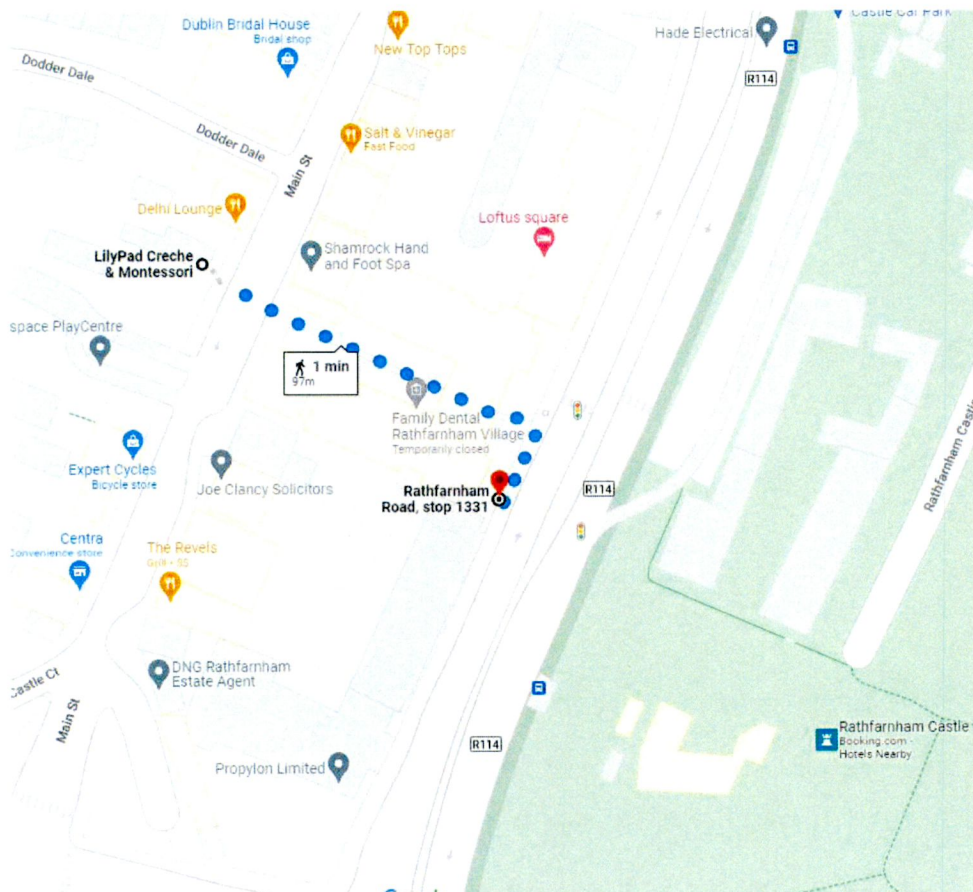 Castle Car Park
Dublin Bridal House
Bridal shop
New Top Tops
Hade Electrical
R114
Dodder Dale
Dodder Dale
Main St
Salt & Vinegar
Fast Food
Delhi Lounge
Loftus square
LilyPad Creche
& Montessori
Shamrock Hand
and Foot Spa
space PlayCentre
1 min
97m
Family Dental
Rathfarnham Village
Temporarily closed
Expert Cycles
Bicycle store
Joe Clancy Solicitors
Rathfarnham
Road, stop 1331
R114
Rathfarnham Castle
Centra
Convenience store
The Revels
Grill • $$
DNG Rathfarnham
Estate Agent
Castle Ct
Main St
R114
Rathfarnham Castle
Booking.com -
Hotels Nearby
Propylon Limited